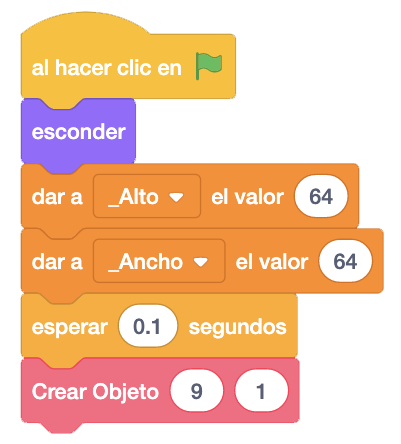 al hacer clic en
esconder
dar a _Alto el valor 64
dar a _Ancho el valor 64
esperar 0.1 segundos
Crear Objeto 9 1